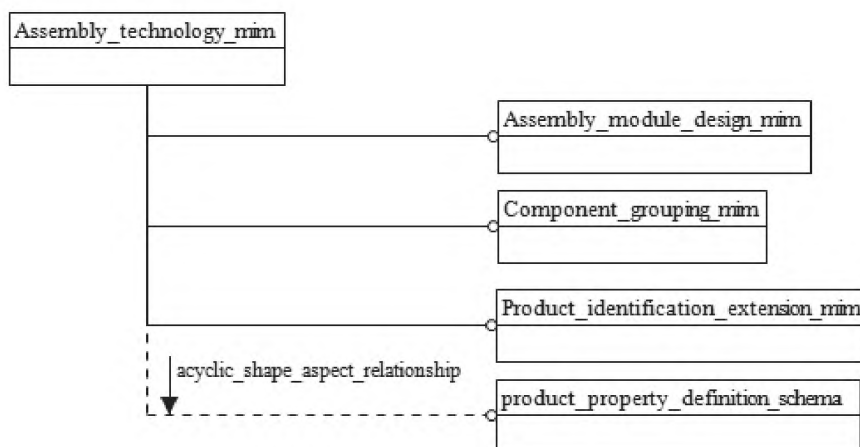 Assembly_technology_mim
Assembly_module_design_mim
Component_grouping_mim
Product_identification_extension_mim
acyclic_shape_aspect_relationship
product_property_definition_schema